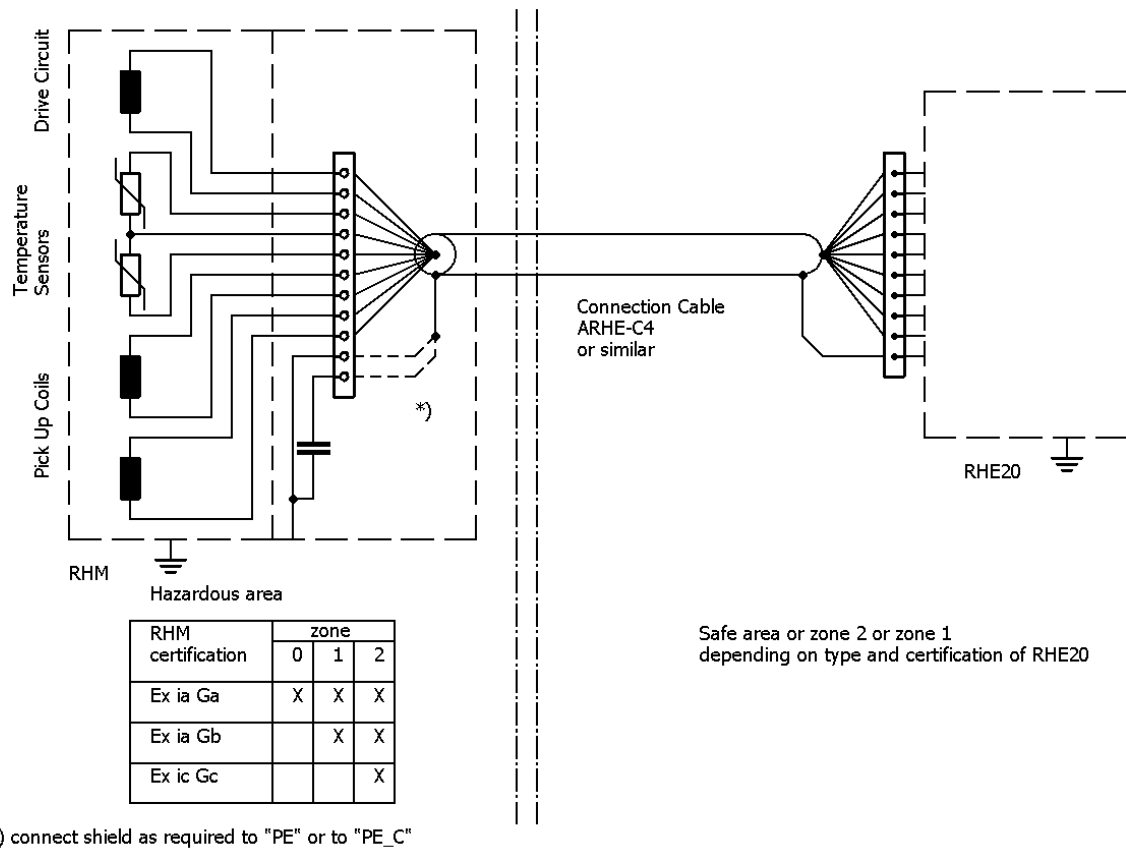 Drive Circuit
Temperature
Sensors
Pick Up Coils
*)
Connection Cable
ARHE-C4
or similar
RHM
RHE20
Hazardous area
RHM
certification
zone
0 1 2
Ex ia Ga X X X
Ex ia Gb X X
Ex ic Gc X
Safe area or zone 2 or zone 1
depending on type and certification of RHE20
) connect shield as required to "PE" or to "PE_C"